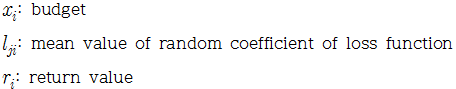 xᵢ: budget
lⱼᵢ: mean value of random coefficient of loss function
rᵢ: return value